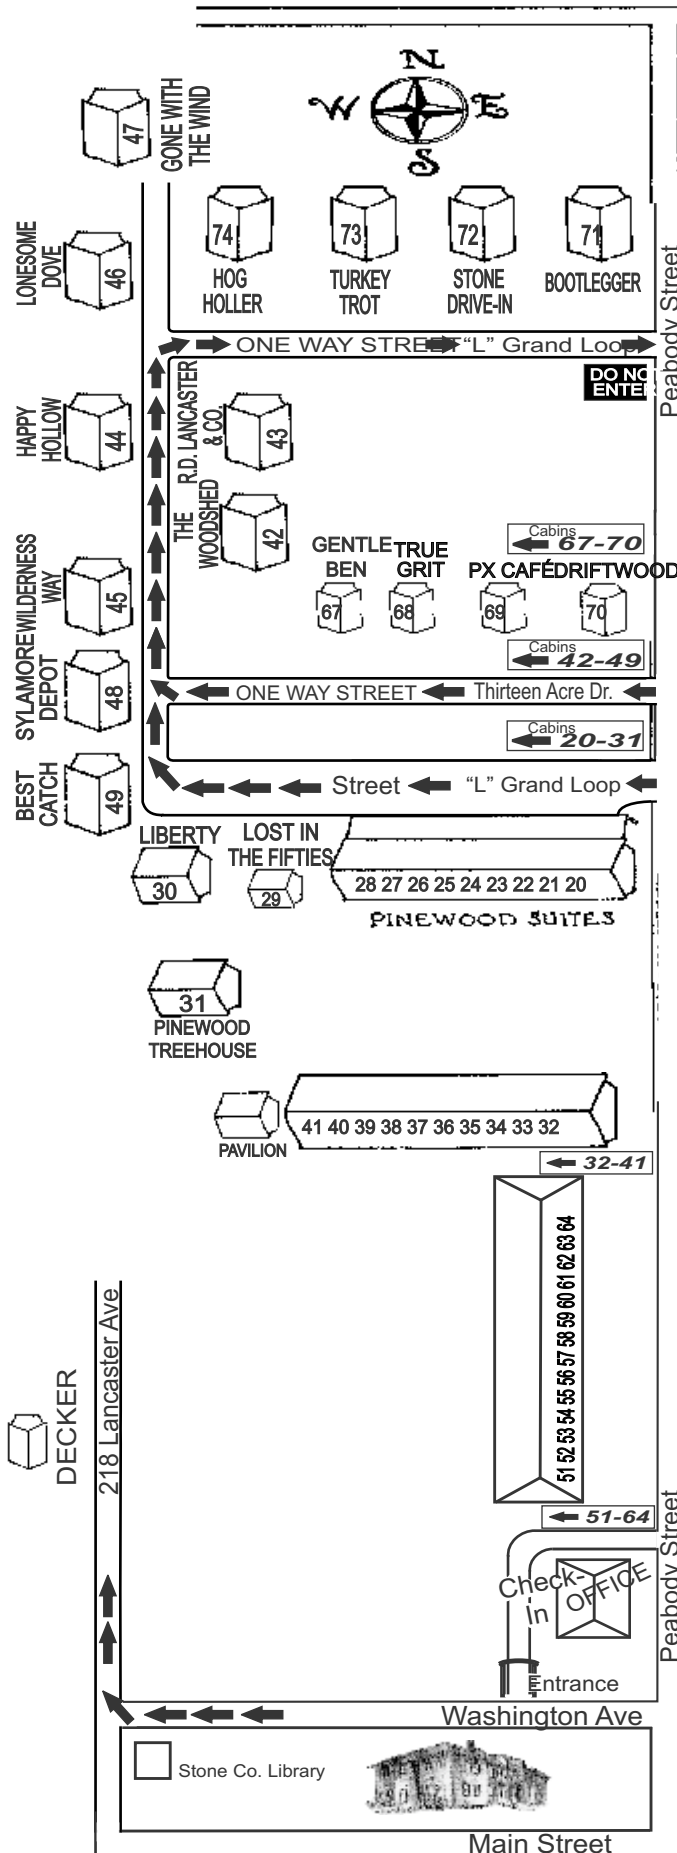 N
W
E
S
47
GONE WITH
THE WIND
LONESOME
DOVE
46
74
HOG
HOLLER
73
TURKEY
TROT
72
STONE
DRIVE-IN
71
BOOTLEGGER
Peabody Street
ONE WAY STREET
"L" Grand Loop
DO NO
ENTER
HAPPY
HOLLOW
44
R.D. LANCASTER
& CO.
43
THE
WOODSHED
42
Cabins
67-70
GENTLE
BEN
67
TRUE
GRIT
68
PX CAFÉ
69
DRIFTWOOD
70
WILDERNESS
WAY
45
Cabins
42-49
SYLAMORE
DEPOT
48
ONE WAY STREET
Thirteen Acre Dr.
Cabins
20-31
BEST
CATCH
49
Street
"L" Grand Loop
LIBERTY
30
LOST IN
THE FIFTIES
29
28 27 26 25 24 23 22 21 20
PINEWOOD SUITES
31
PINEWOOD
TREEHOUSE
PAVILION
41 40 39 38 37 36 35 34 33 32
32-41
51 52 53 54 55 56 57 58 59 60 61 62 63 64
218 Lancaster Ave
DECKER
51-64
Peabody Street
Check-
In
OFFICE
Entrance
Washington Ave
Stone Co. Library
Main Street